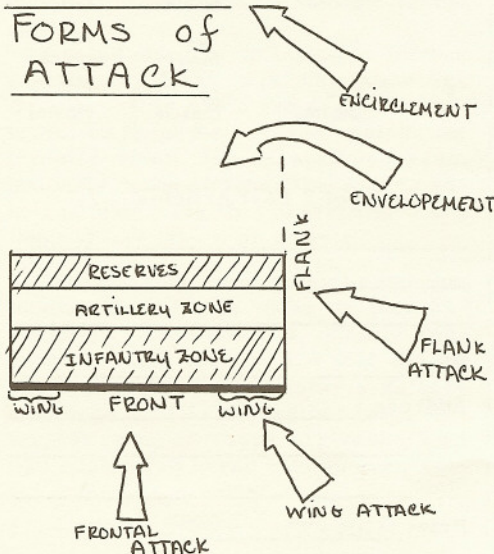 FORMS of
ATTACK
ENCIRCLEMENT
ENVELOPEMENT
FLANK
RESERVES
ARTILLERY ZONE
INFANTRY ZONE
FLANK
ATTACK
WING FRONT WING
WING ATTACK
FRONTAL
ATTACK